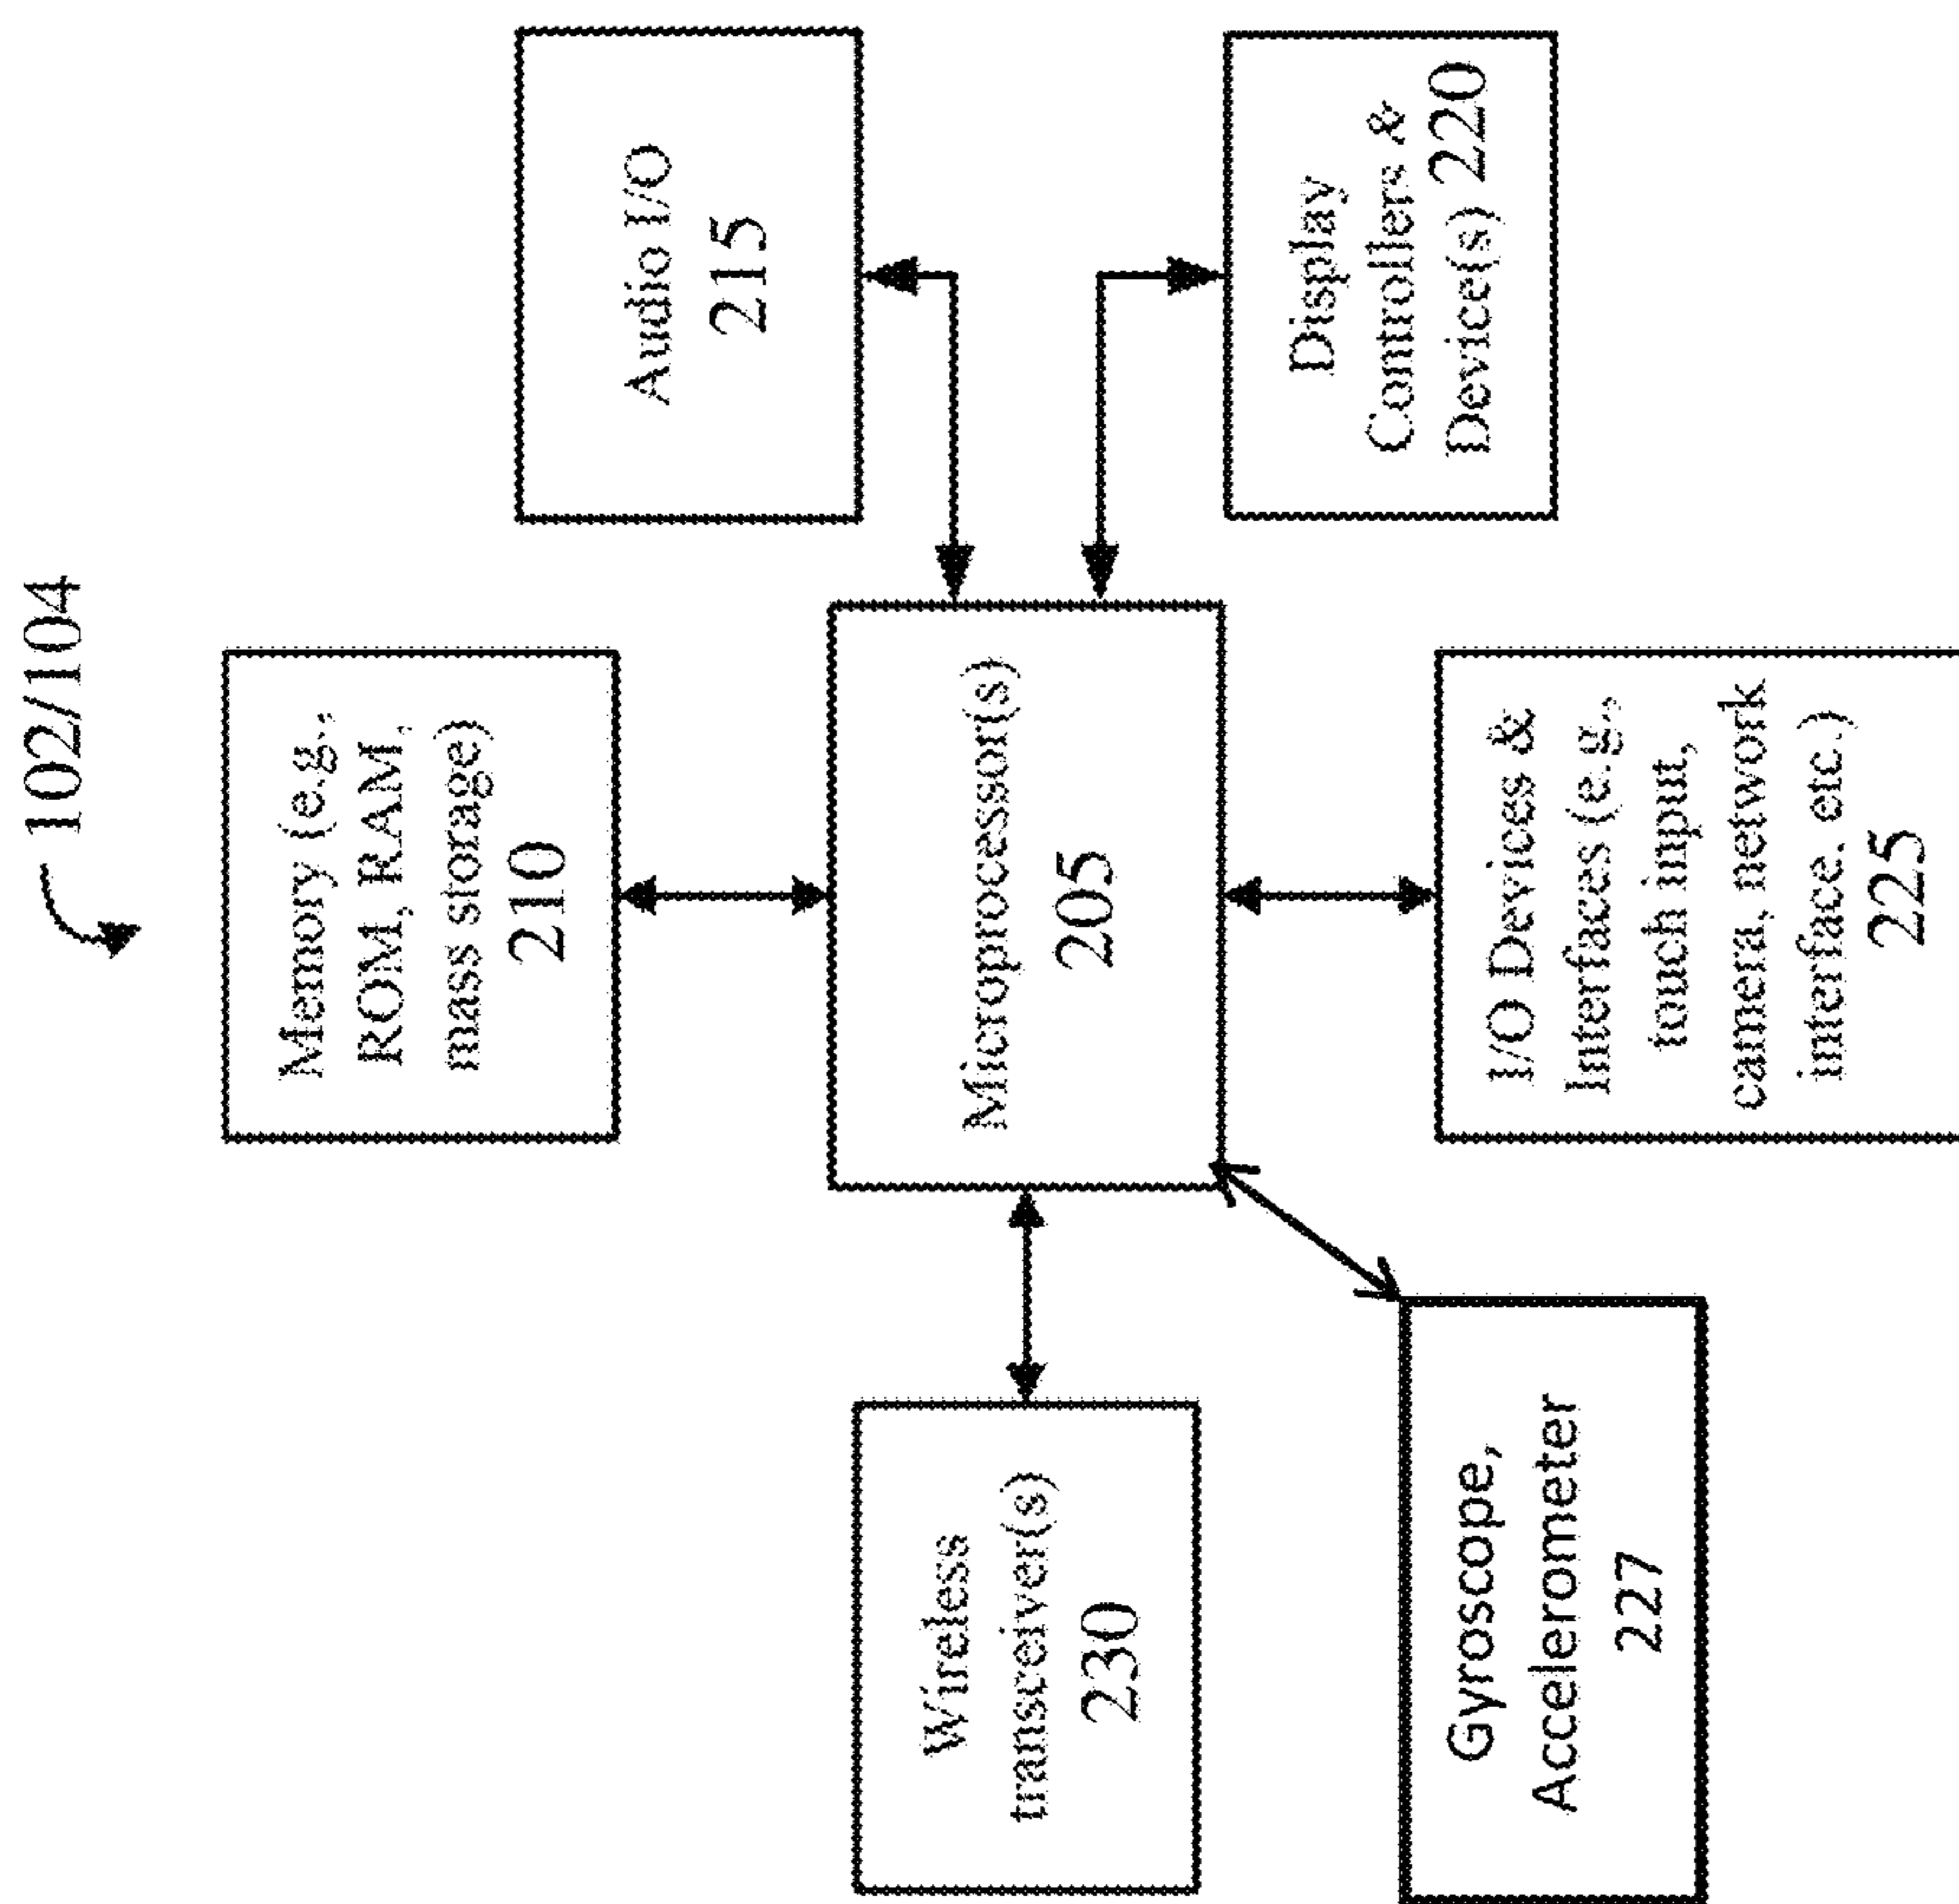 102/104
Memory (e.g.,
ROM, RAM,
mass storage)
210
Audio I/O
215
Microprocessor(s)
205
Wireless
transceiver(s)
230
Display
Controllers &
Device(s) 220
I/O Devices &
Interfaces (e.g.,
touch input,
camera, network
interface, etc.)
225
Gyroscope,
Accelerometer
227